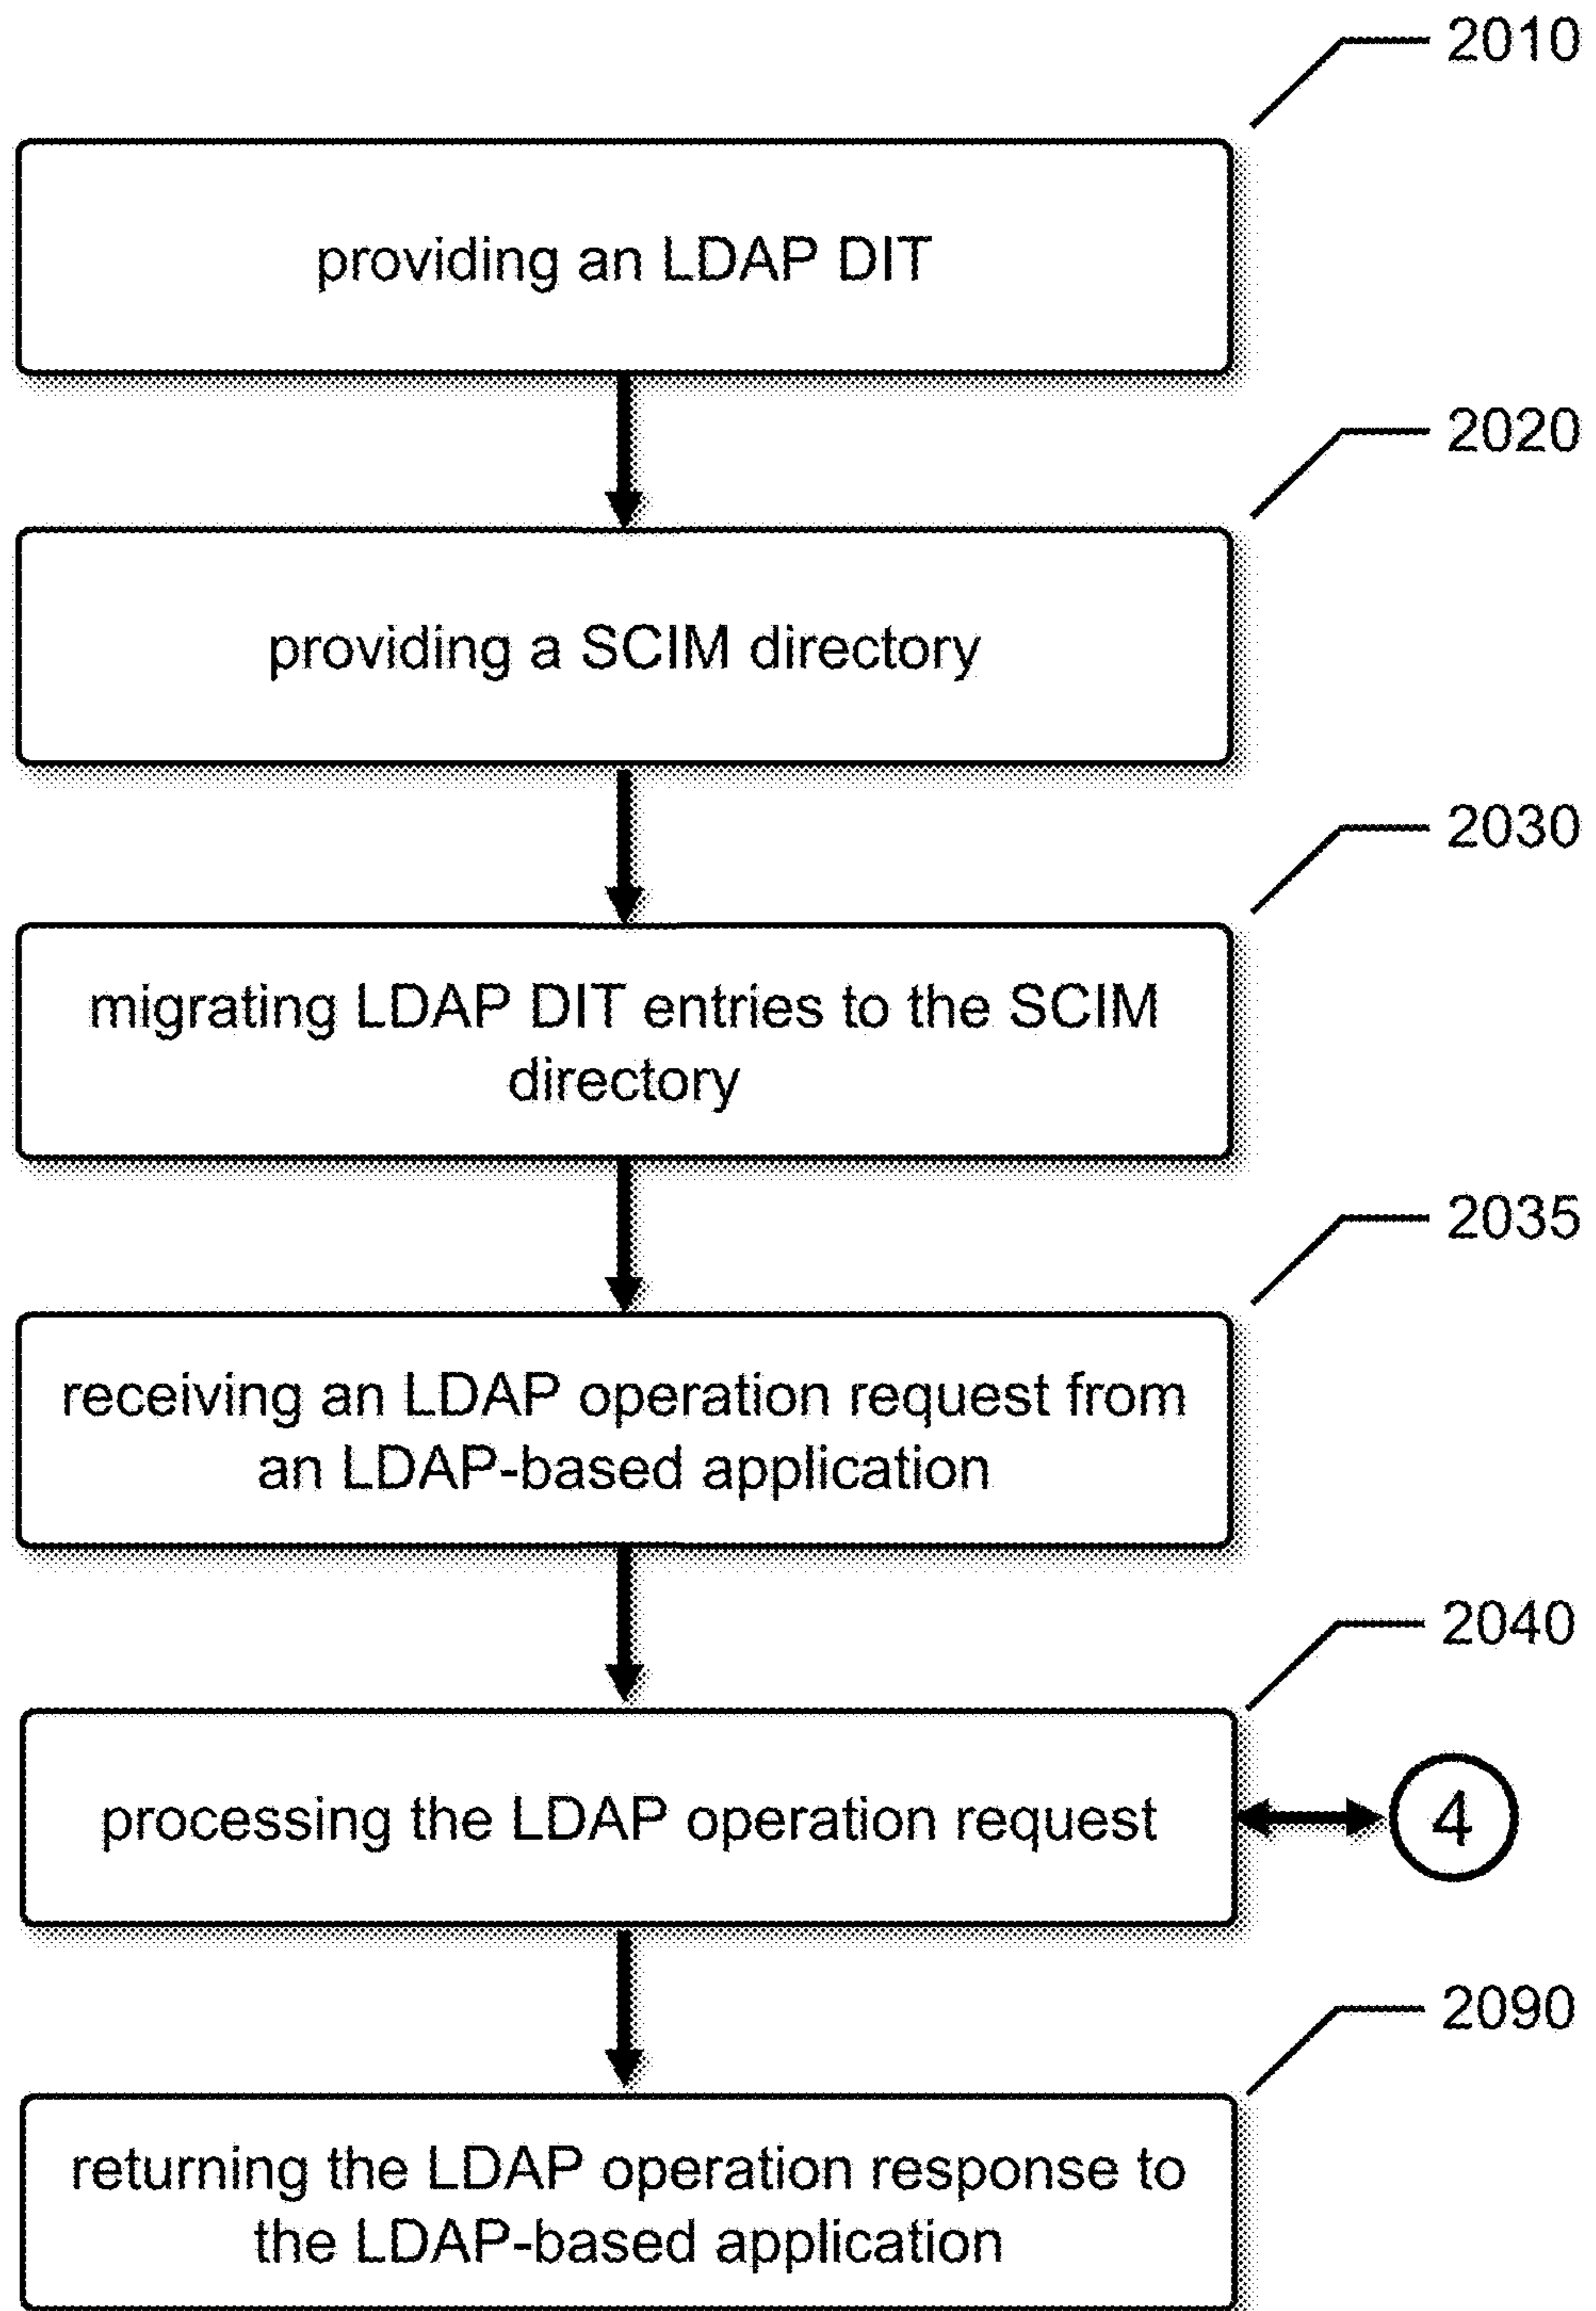 2010
providing an LDAP DIT
2020
providing a SCIM directory
2030
migrating LDAP DIT entries to the SCIM
directory
2035
receiving an LDAP operation request from
an LDAP-based application
2040
processing the LDAP operation request
4
2090
returning the LDAP operation response to
the LDAP-based application